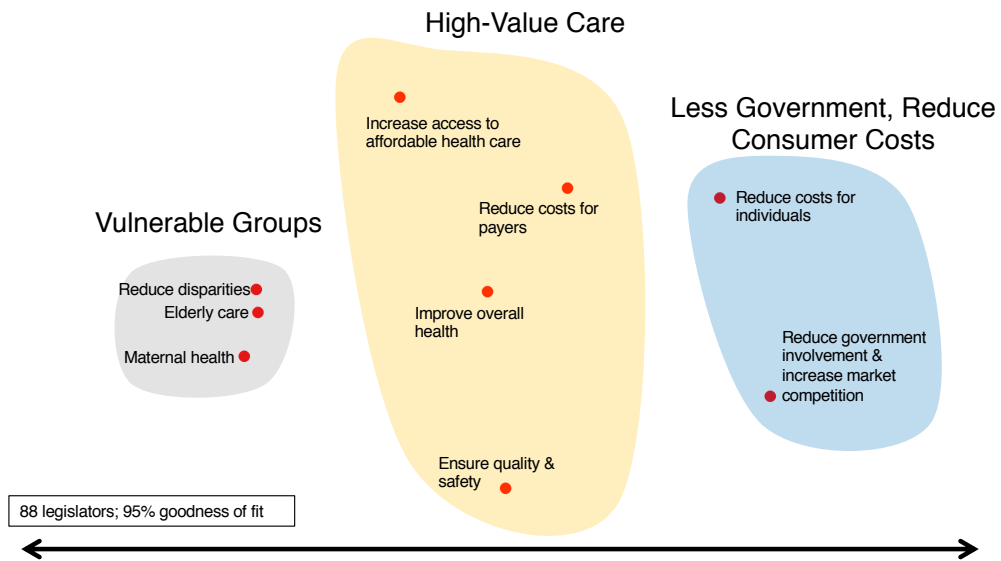 High-Value Care
Increase access to
affordable health care
Less Government, Reduce
Consumer Costs
Reduce costs for
payers
Reduce costs for
individuals
Vulnerable Groups
Reduce disparities
Elderly care
Maternal health
Improve overall
health
Reduce government
involvement &
increase market
competition
Ensure quality &
safety
88 legislators; 95% goodness of fit